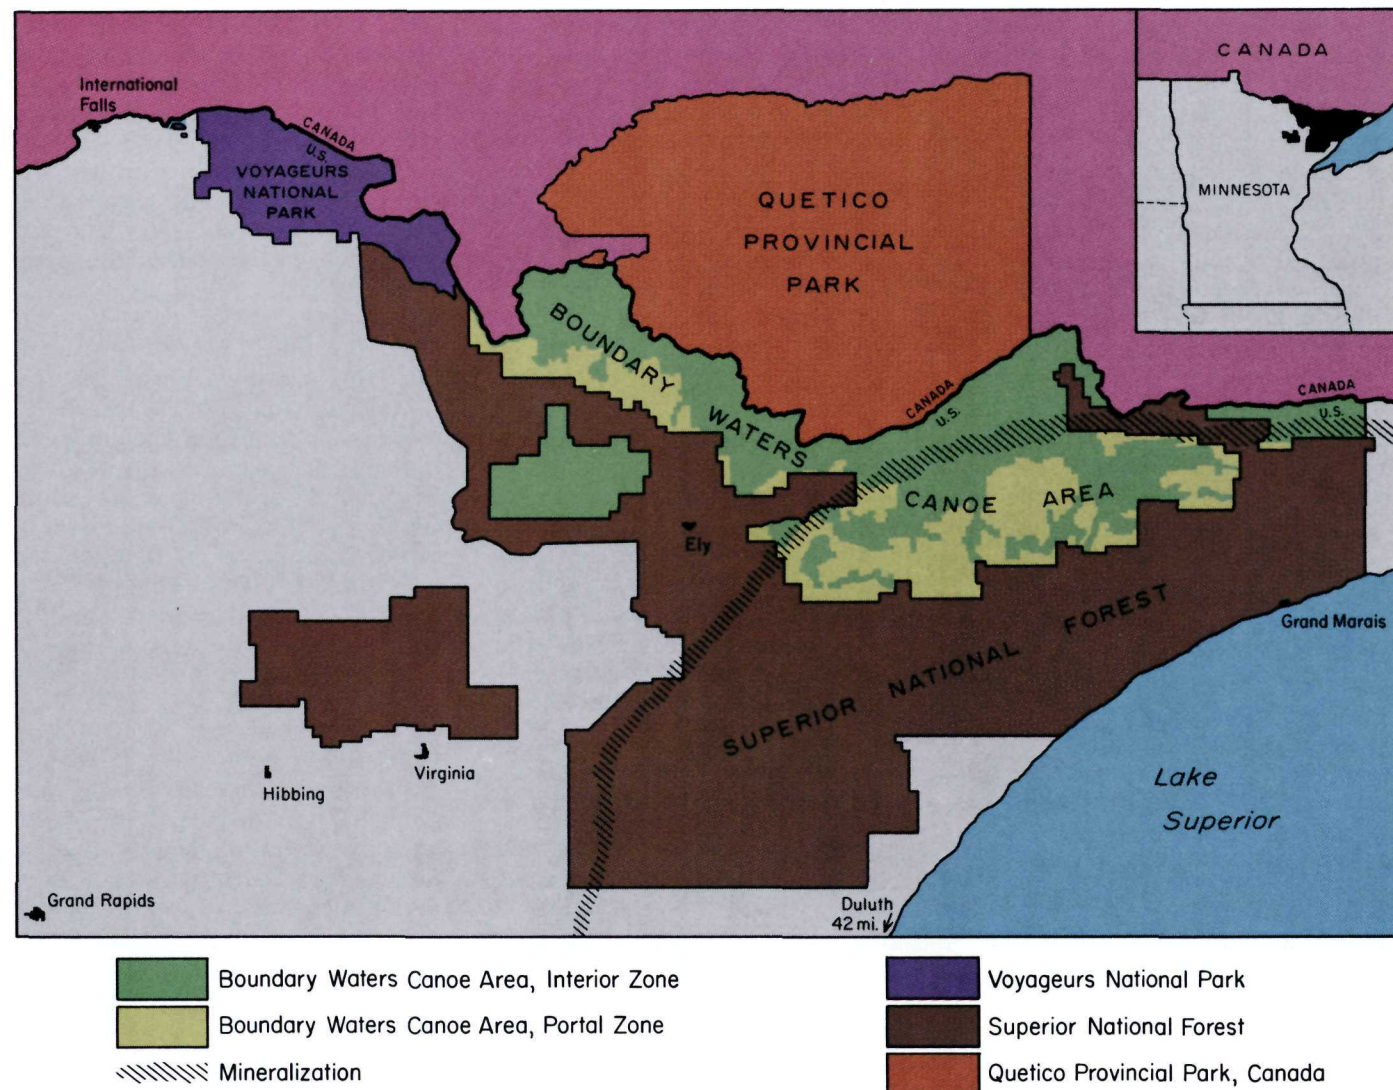 CANADA
International
Falls
CANADA
U.S.
VOYAGEURS
NATIONAL
PARK
QUETICO
PROVINCIAL
PARK
MINNESOTA
BOUNDARY
WATERS
CANOE AREA
CANADA
U.S.
CANADA
U.S.
Ely
SUPERIOR NATIONAL FOREST
Grand Marais
Virginia
Hibbing
Lake
Superior
Grand Rapids
Duluth
42 mi.
Boundary Waters Canoe Area, Interior Zone
Boundary Waters Canoe Area, Portal Zone
Mineralization
Voyageurs National Park
Superior National Forest
Quetico Provincial Park, Canada